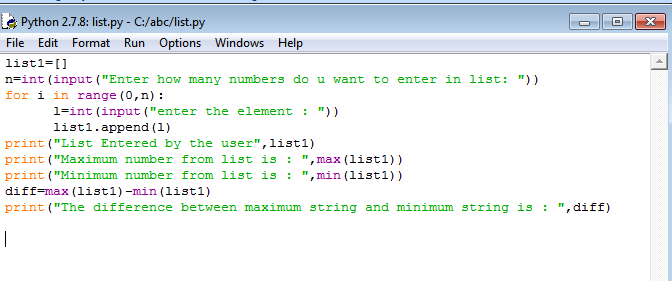 Python 2.7.8: list.py - C:/abc/list.py
File Edit Format Run Options Windows Help
list1=[]
n=int(input("Enter how many numbers do u want to enter in list: "))
for i in range(0,n):
      l=int(input("enter the element : "))
      list1.append(l)
print("List Entered by the user",list1)
print("Maximum number from list is : ",max(list1))
print("Minimum number from list is : ",min(list1))
diff=max(list1)-min(list1)
print("The difference between maximum string and minimum string is : ",diff)